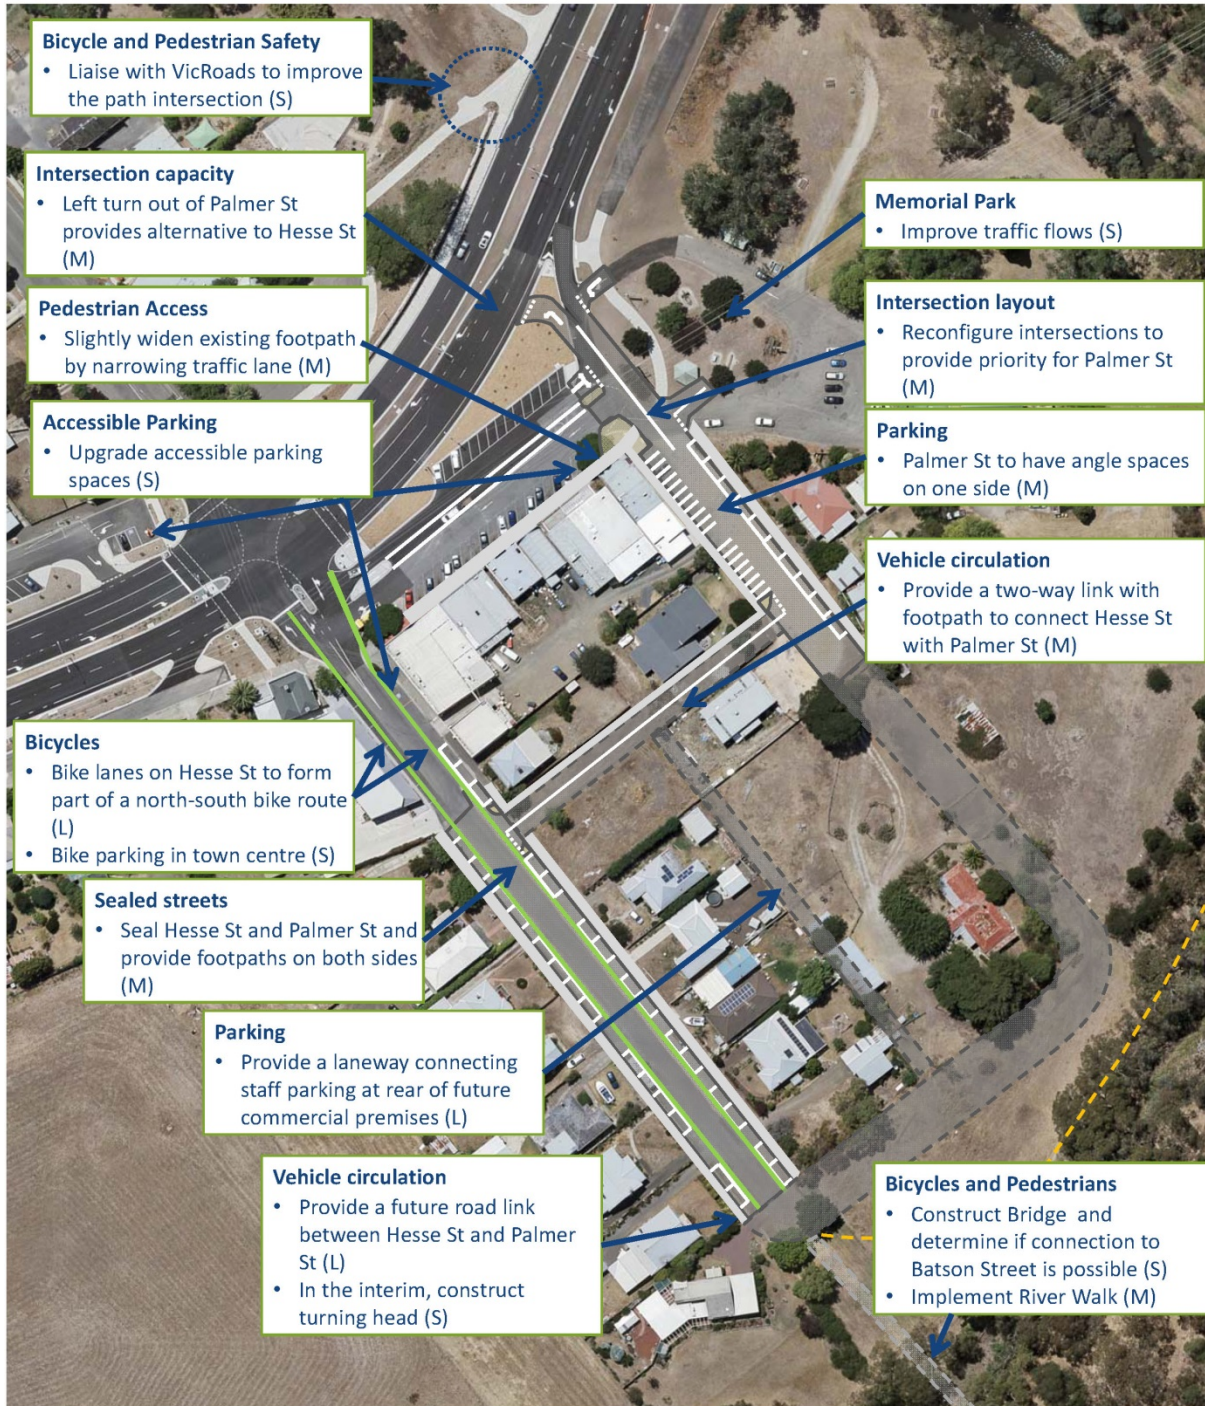 Bicycle and Pedestrian Safety
• Liaise with VicRoads to improve
the path intersection (S)
Intersection capacity
• Left turn out of Palmer St
provides alternative to Hesse St
(M)
Pedestrian Access
• Slightly widen existing footpath
by narrowing traffic lane (M)
Accessible Parking
• Upgrade accessible parking
spaces (S)
Memorial Park
• Improve traffic flows (S)
Intersection layout
• Reconfigure intersections to
provide priority for Palmer St
(M)
Parking
• Palmer St to have angle spaces
on one side (M)
Vehicle circulation
• Provide a two-way link with
footpath to connect Hesse St
with Palmer St (M)
Bicycles
• Bike lanes on Hesse St to form
part of a north-south bike route
(L)
• Bike parking in town centre (S)
Sealed streets
• Seal Hesse St and Palmer St and
provide footpaths on both sides
(M)
Parking
• Provide a laneway connecting
staff parking at rear of future
commercial premises (L)
Vehicle circulation
• Provide a future road link
between Hesse St and Palmer
St (L)
• In the interim, construct
turning head (S)
Bicycles and Pedestrians
• Construct Bridge and
determine if connection to
Batson Street is possible (S)
• Implement River Walk (M)